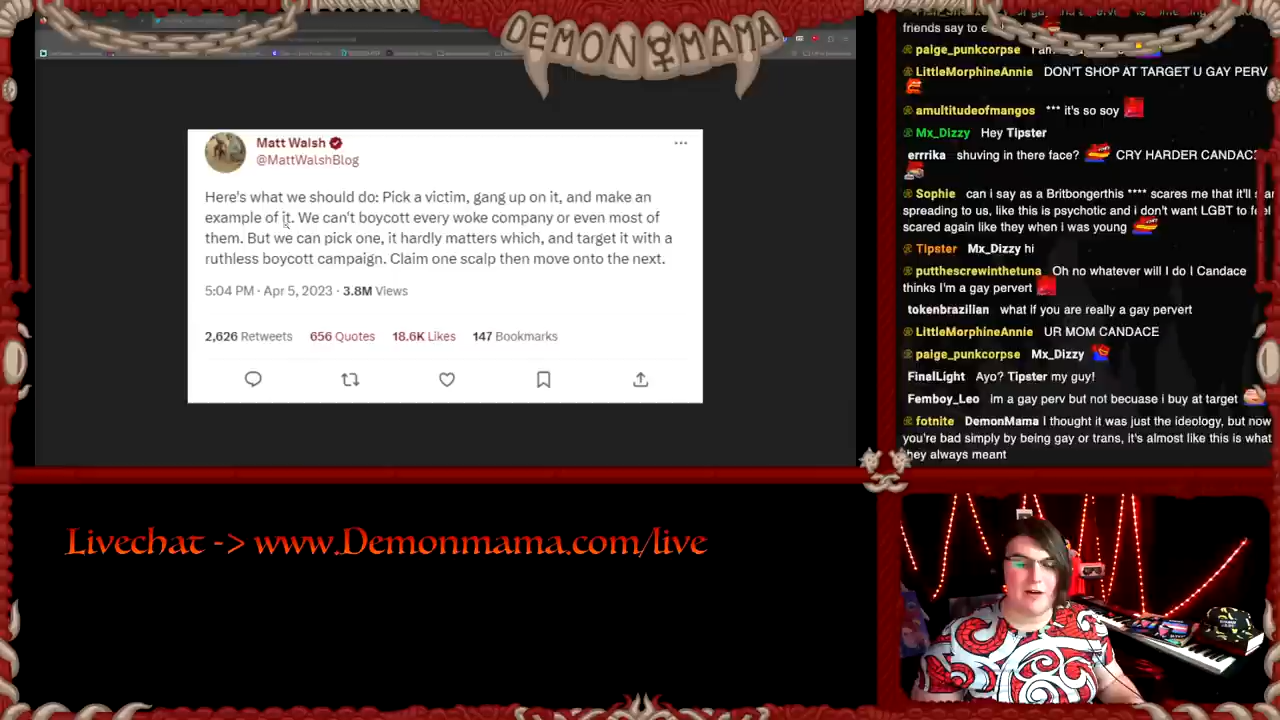 DEMON MAMA
Matt Walsh
@MattWalshBlog
Here's what we should do: Pick a victim, gang up on it, and make an
example of it. We can't boycott every woke company or even most of
them. But we can pick one, it hardly matters which, and target it with a
ruthless boycott campaign. Claim one scalp then move onto the next.
5:04 PM · Apr 5, 2023 · 3.8M Views
2,626 Retweets 656 Quotes 18.6K Likes 147 Bookmarks
friends say to
paige_punkcorpse
LittleMorphineAnnie DON'T SHOP AT TARGET U GAY PERV
amultitudeofmangos *** it's so soy
Mx_Dizzy Hey Tipster
errrika shuving in there face? CRY HARDER CANDACE
Sophie can i say as a Britbongerthis **** scares me that it'll
spreading to us, like this is psychotic and i don't want LGBT to feel
scared again like they when i was young
Tipster Mx_Dizzy hi
putthescrewinthetuna Oh no whatever will I do I Candace
thinks I'm a gay pervert
tokenbrazilian what if you are really a gay pervert
LittleMorphineAnnie UR MOM CANDACE
paige_punkcorpse Mx_Dizzy
FinalLight Ayo? Tipster my guy!
Femboy_Leo im a gay perv but not becuase i buy at target
fotnite DemonMama I thought it was just the ideology, but now
you're bad simply by being gay or trans, it's almost like this is what
they always meant
Livechat -> www.Demonmama.com/live